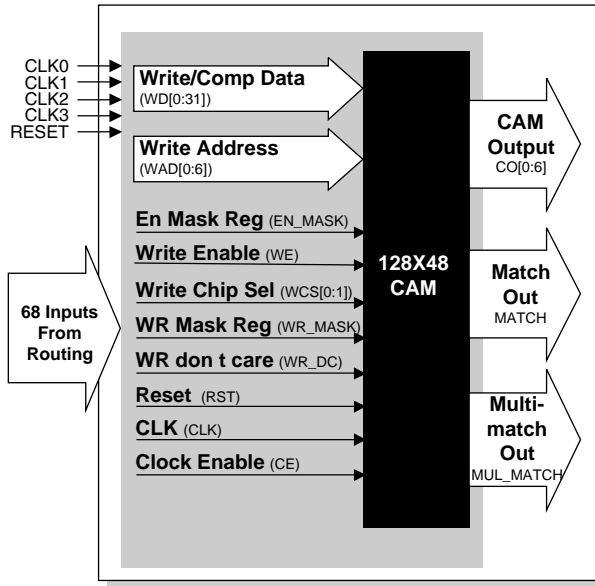 CLK0
CLK1
CLK2
CLK3
RESET
Write/Comp Data
(WD[0:31])
Write Address
(WAD[0:6])
En Mask Reg (EN_MASK)
Write Enable (WE)
Write Chip Sel (WCS[0:1])
WR Mask Reg (WR_MASK)
WR don t care (WR_DC)
Reset (RST)
CLK (CLK)
Clock Enable (CE)
68 Inputs
From
Routing
128X48
CAM
CAM
Output
CO[0:6]
Match
Out
MATCH
Multi-
match
Out
MUL_MATCH